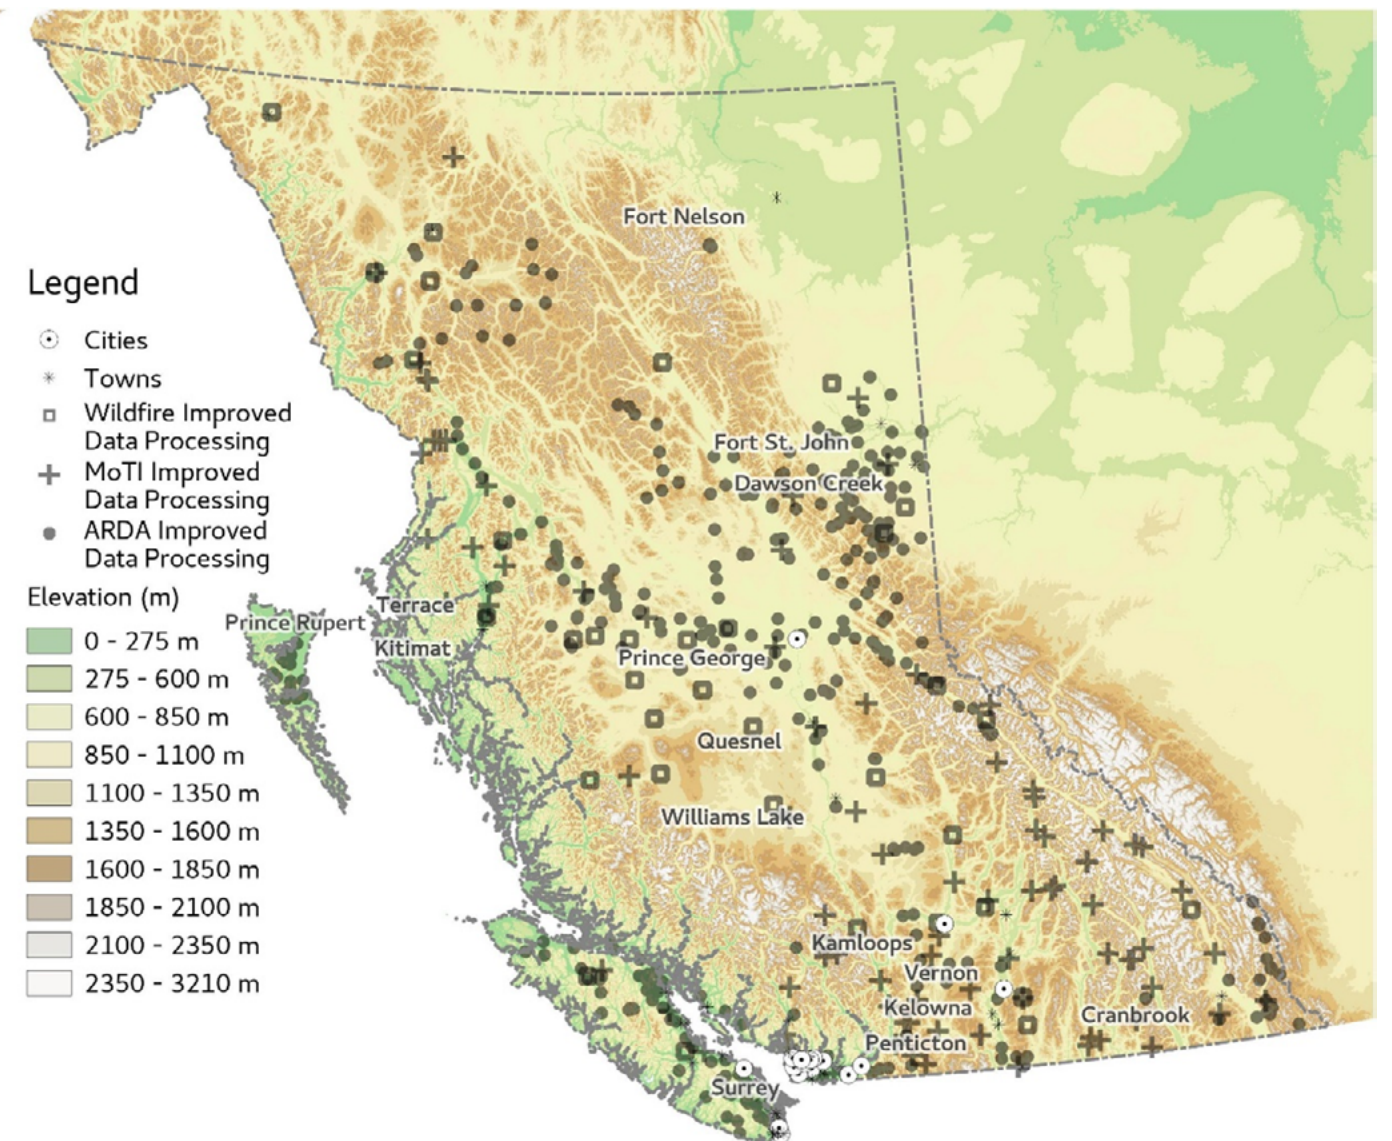 Fort Nelson
Legend
Cities
Towns
Wildfire Improved
Data Processing
MoTI Improved
Data Processing
ARDA Improved
Data Processing
Elevation (m)
0 - 275 m
275 - 600 m
600 - 850 m
850 - 1100 m
1100 - 1350 m
1350 - 1600 m
1600 - 1850 m
1850 - 2100 m
2100 - 2350 m
2350 - 3210 m
Fort St. John
Dawson Creek
Terrace
Prince Rupert
Kitimat
Prince George
Quesnel
Williams Lake
Kamloops
Vernon
Kelowna
Cranbrook
Penticton
Surrey